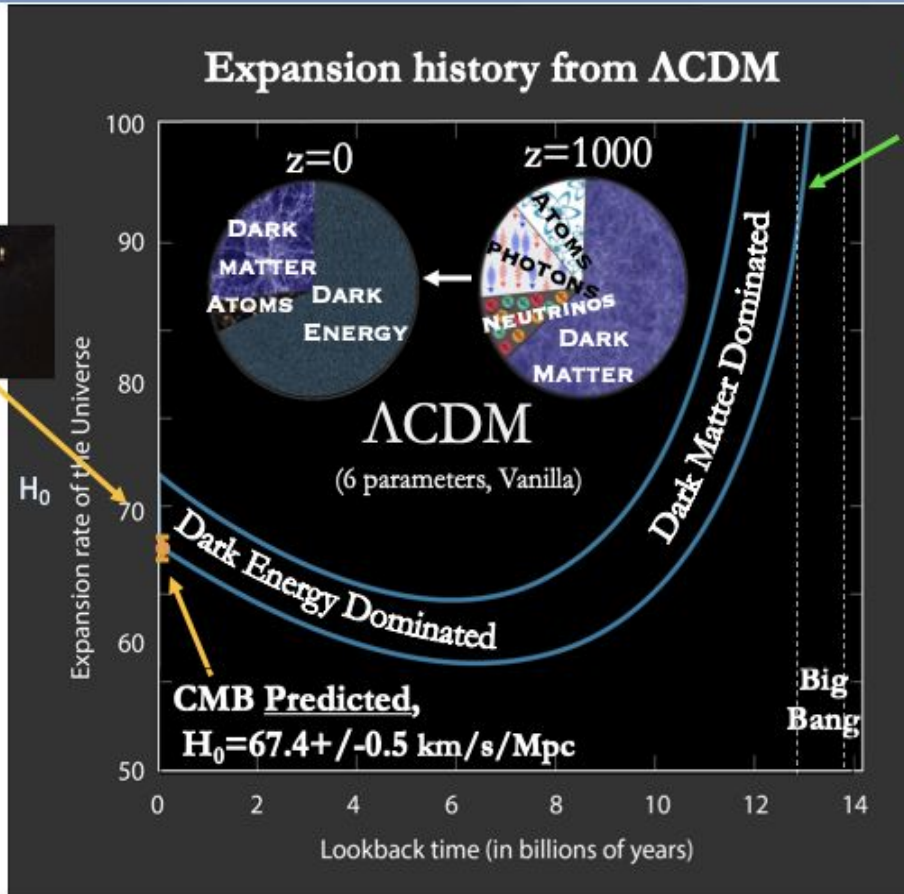 Expansion history from ΛCDM
100
90
80
70
60
50
H₀
Expansion rate of the Universe
z=0
z=1000
DARK
MATTER
ATOMS
DARK
ENERGY
ATOMS
PHOTONS
NEUTRINOS
DARK
MATTER
ΛCDM
(6 parameters, Vanilla)
Dark Matter Dominated
Dark Energy Dominated
CMB Predicted,
H₀=67.4+/-0.5 km/s/Mpc
Big
Bang
0
2
4
6
8
10
12
14
Lookback time (in billions of years)